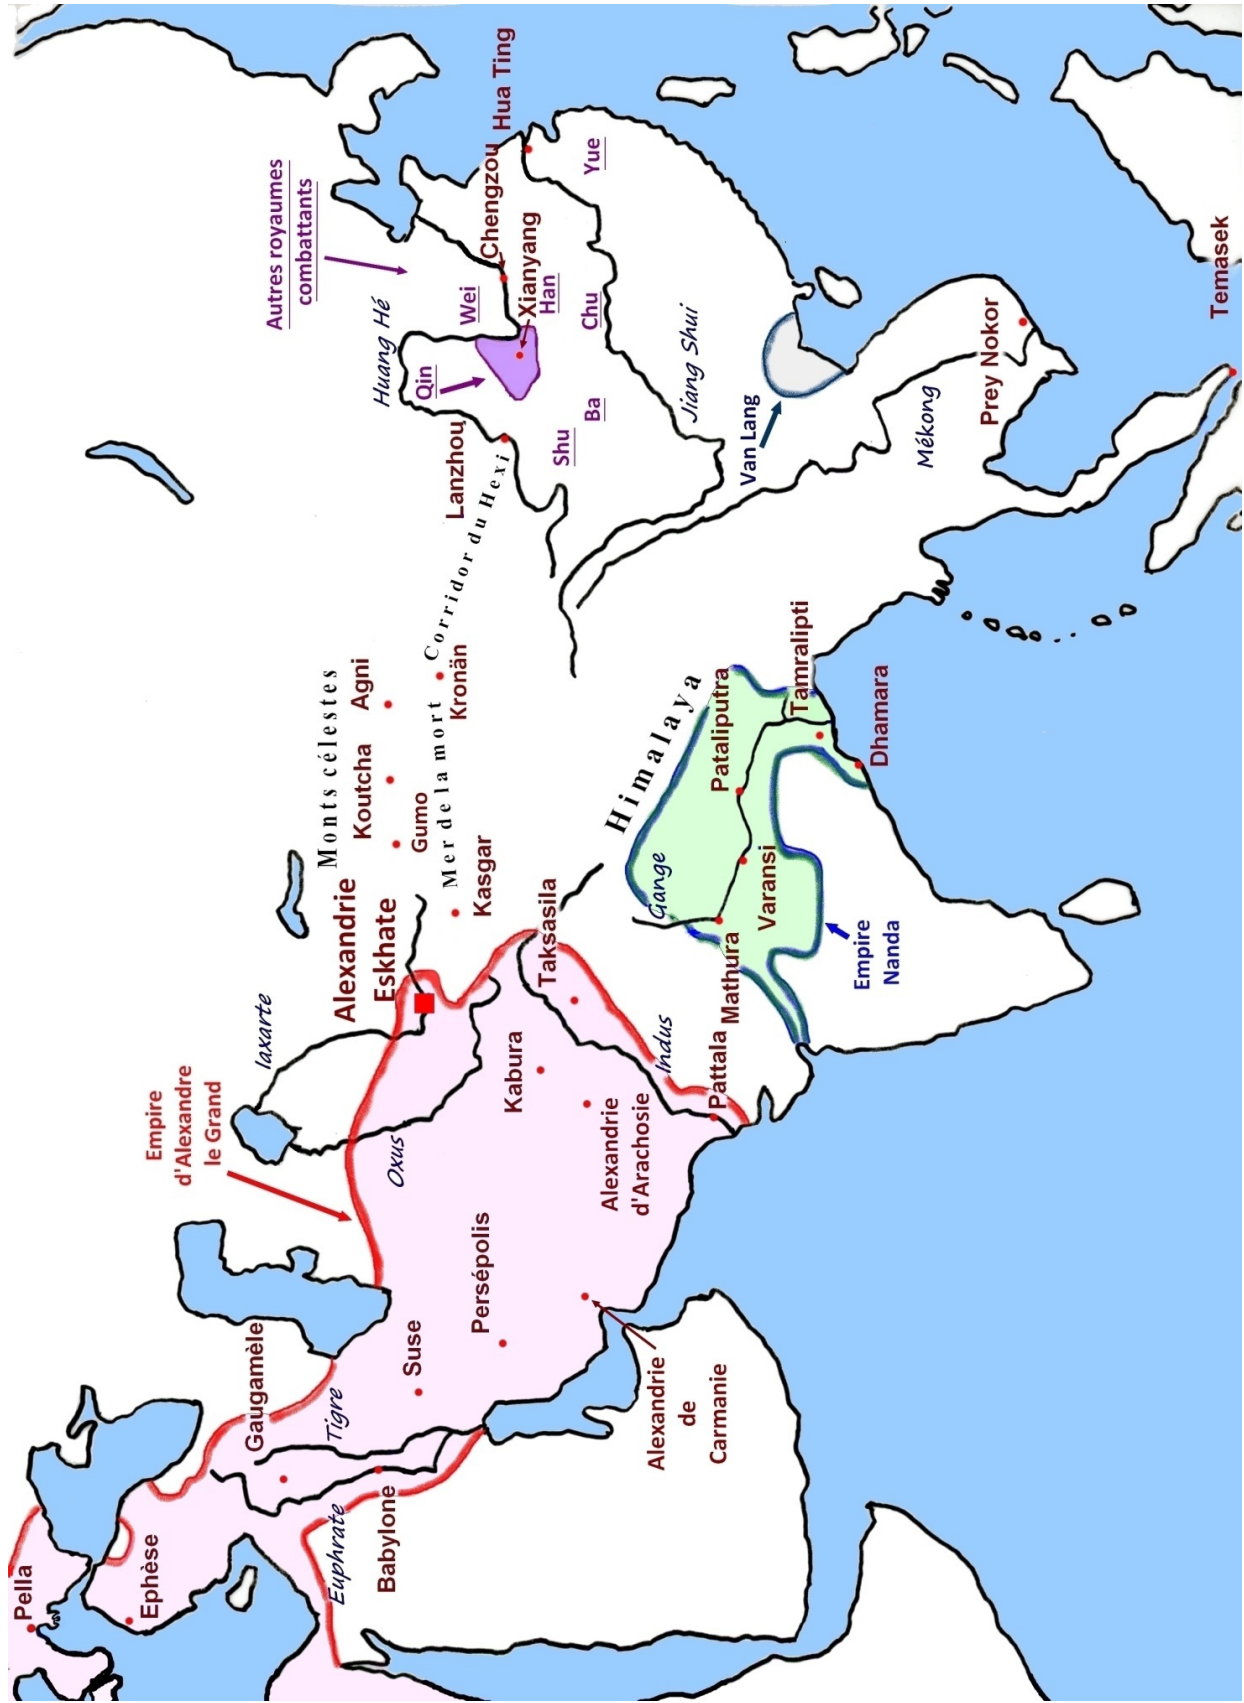 Pella
Ephèse
Gaugamèle
Tigre
Euphrate
Babylone
Suse
Persépolis
Alexandrie
de
Carmanie
Empire
d'Alexandre
le Grand
Oxus
Iaxarte
Alexandrie
Eskhate
Kabura
Alexandrie
d'Arachosie
Taksasila
Indus
Pattala
Monts célestes
Koutcha
Agni
Gumo
Kasgar
Mer de la mort
Kronän
Corridor du Hexi
Himalaya
Gange
Mathura
Varansi
Pataliputra
Tamralipti
Dhamara
Empire
Nanda
Autres royaumes
combattants
Huang Hé
Qin
Wei
Lanzhou
Chengzou
Xianyang
Han
Hua Ting
Shu
Ba
Chu
Yue
Jiang Shui
Van Lang
Mékong
Prey Nokor
Temasek